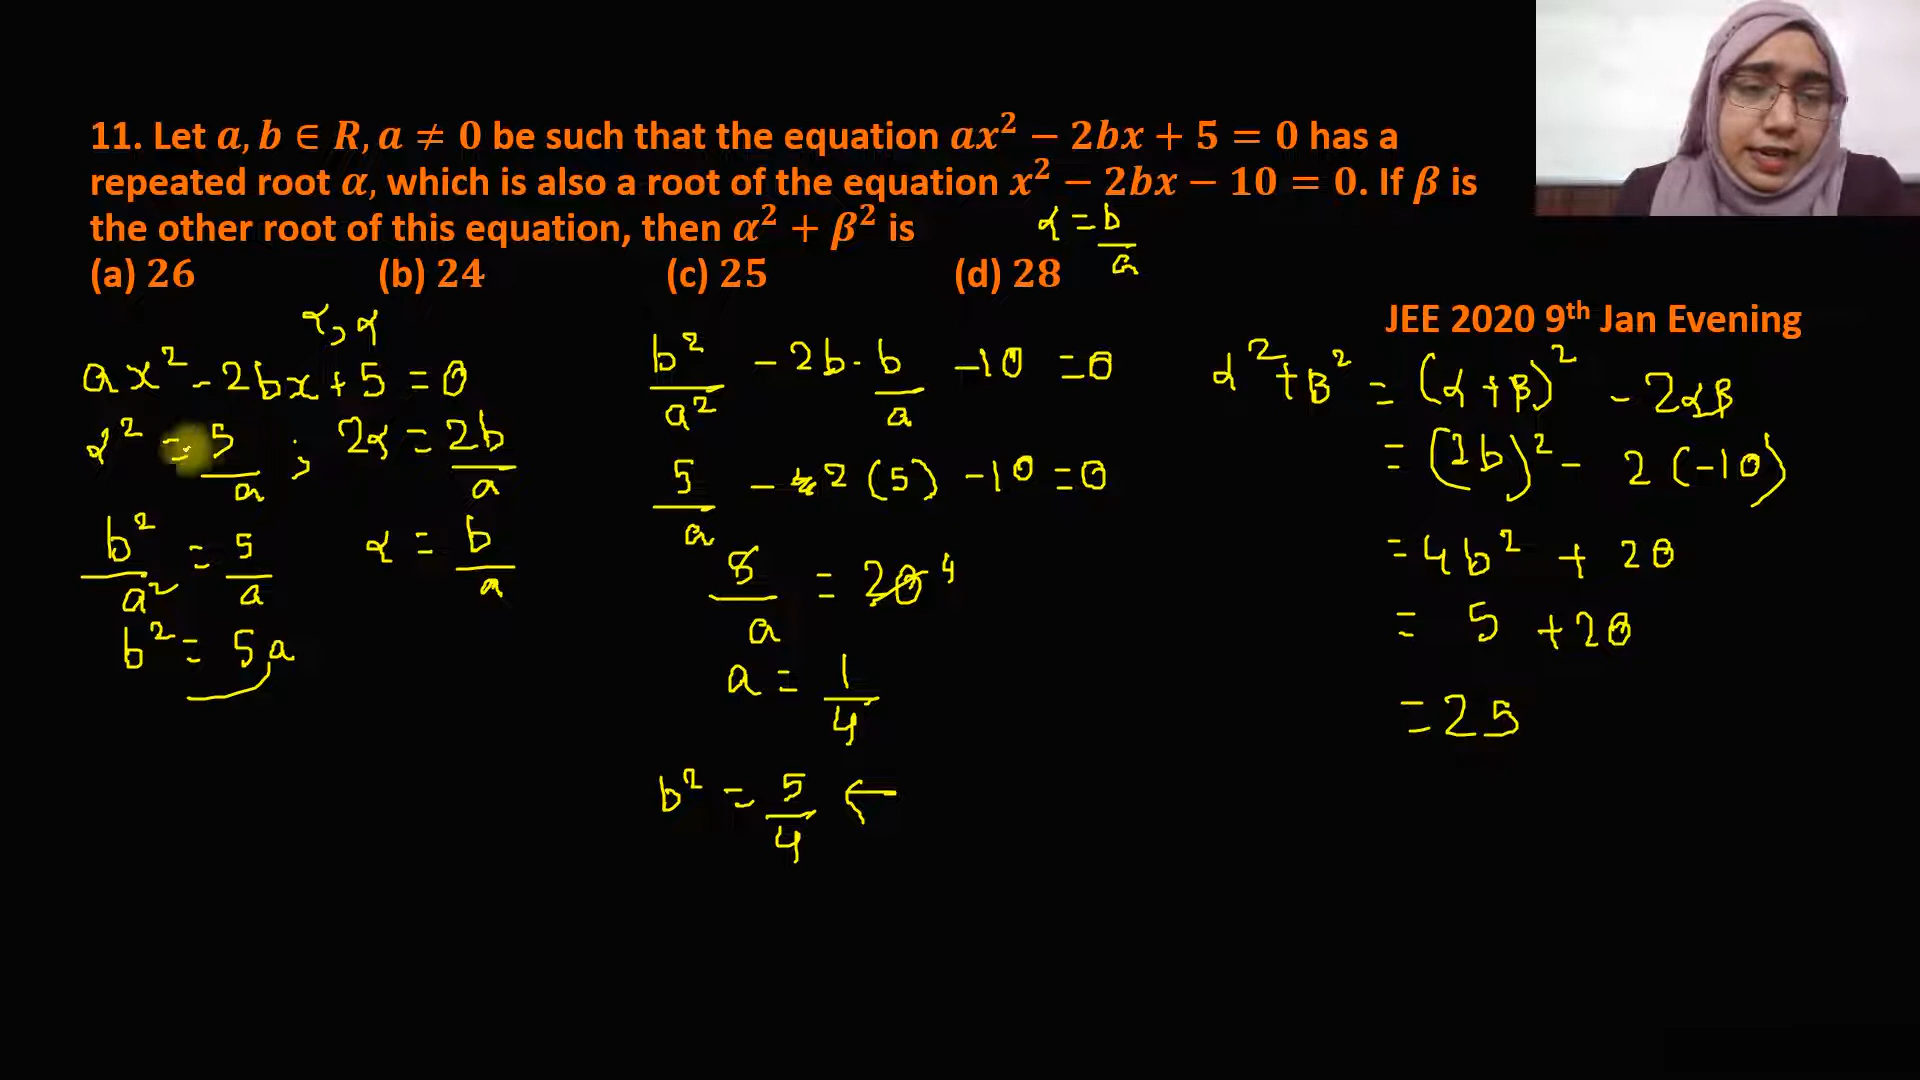 11. Let a, b ∈ R, a ≠ 0 be such that the equation ax² − 2bx + 5 = 0 has a
repeated root α, which is also a root of the equation x² − 2bx − 10 = 0. If β is
the other root of this equation, then α² + β² is
(a) 26 (b) 24 (c) 25 (d) 28
α = b/a
JEE 2020 9th Jan Evening
α, α
ax² - 2bx + 5 = 0
α² = 5/a ; 2α = 2b/a
b²/a² = 5/a α = b/a
b² = 5a
b²/a² - 2b · b/a - 10 = 0
5/a - 2 (5) - 10 = 0
5/a = 20 4
a = 1/4
b² = 5/4 ←
α² + β² = (α + β)² - 2αβ
= (2b)² - 2 (-10)
= 4b² + 20
= 5 + 20
= 25